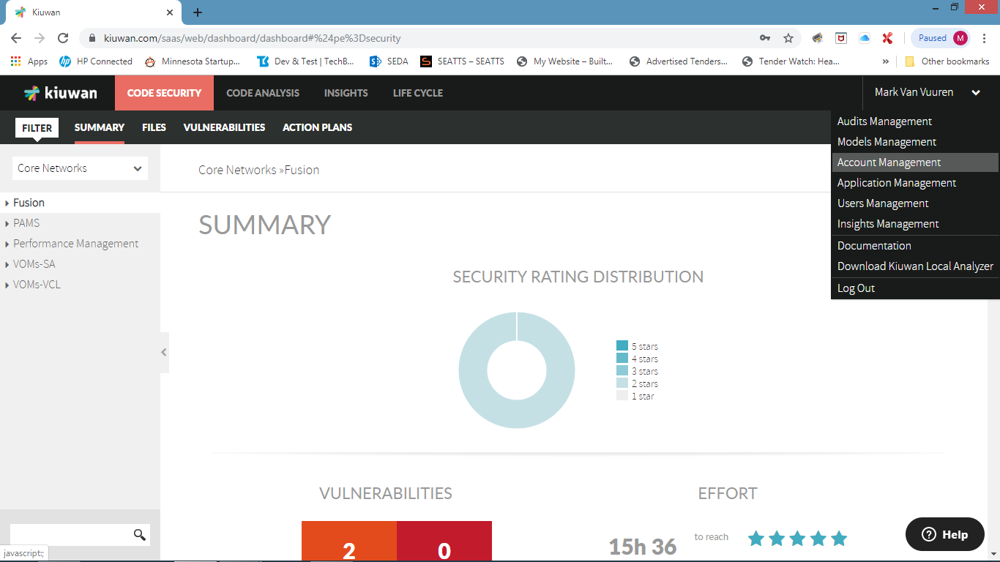 Kiuwan
kiuwan.com/saas/web/dashboard/dashboard#%24pe%3Dsecurity
Paused M
Apps HP Connected Minnesota Startup... Dev & Test | TechB... SEDA SEATTS – SEATTS My Website – Built... Advertised Tenders... Tender Watch: Hea... » Other bookmarks
kiuwan CODE SECURITY CODE ANALYSIS INSIGHTS LIFE CYCLE Mark Van Vuuren
FILTER SUMMARY FILES VULNERABILITIES ACTION PLANS
Audits Management
Models Management
Account Management
Application Management
Users Management
Insights Management
Documentation
Download Kiuwan Local Analyzer
Log Out
Core Networks
Fusion
PAMS
Performance Management
VOMs-SA
VOMs-VCL
Core Networks »Fusion
SUMMARY
SECURITY RATING DISTRIBUTION
5 stars
4 stars
3 stars
2 stars
1 star
VULNERABILITIES
2 0
EFFORT
15h 36 to reach
Help
javascript:;